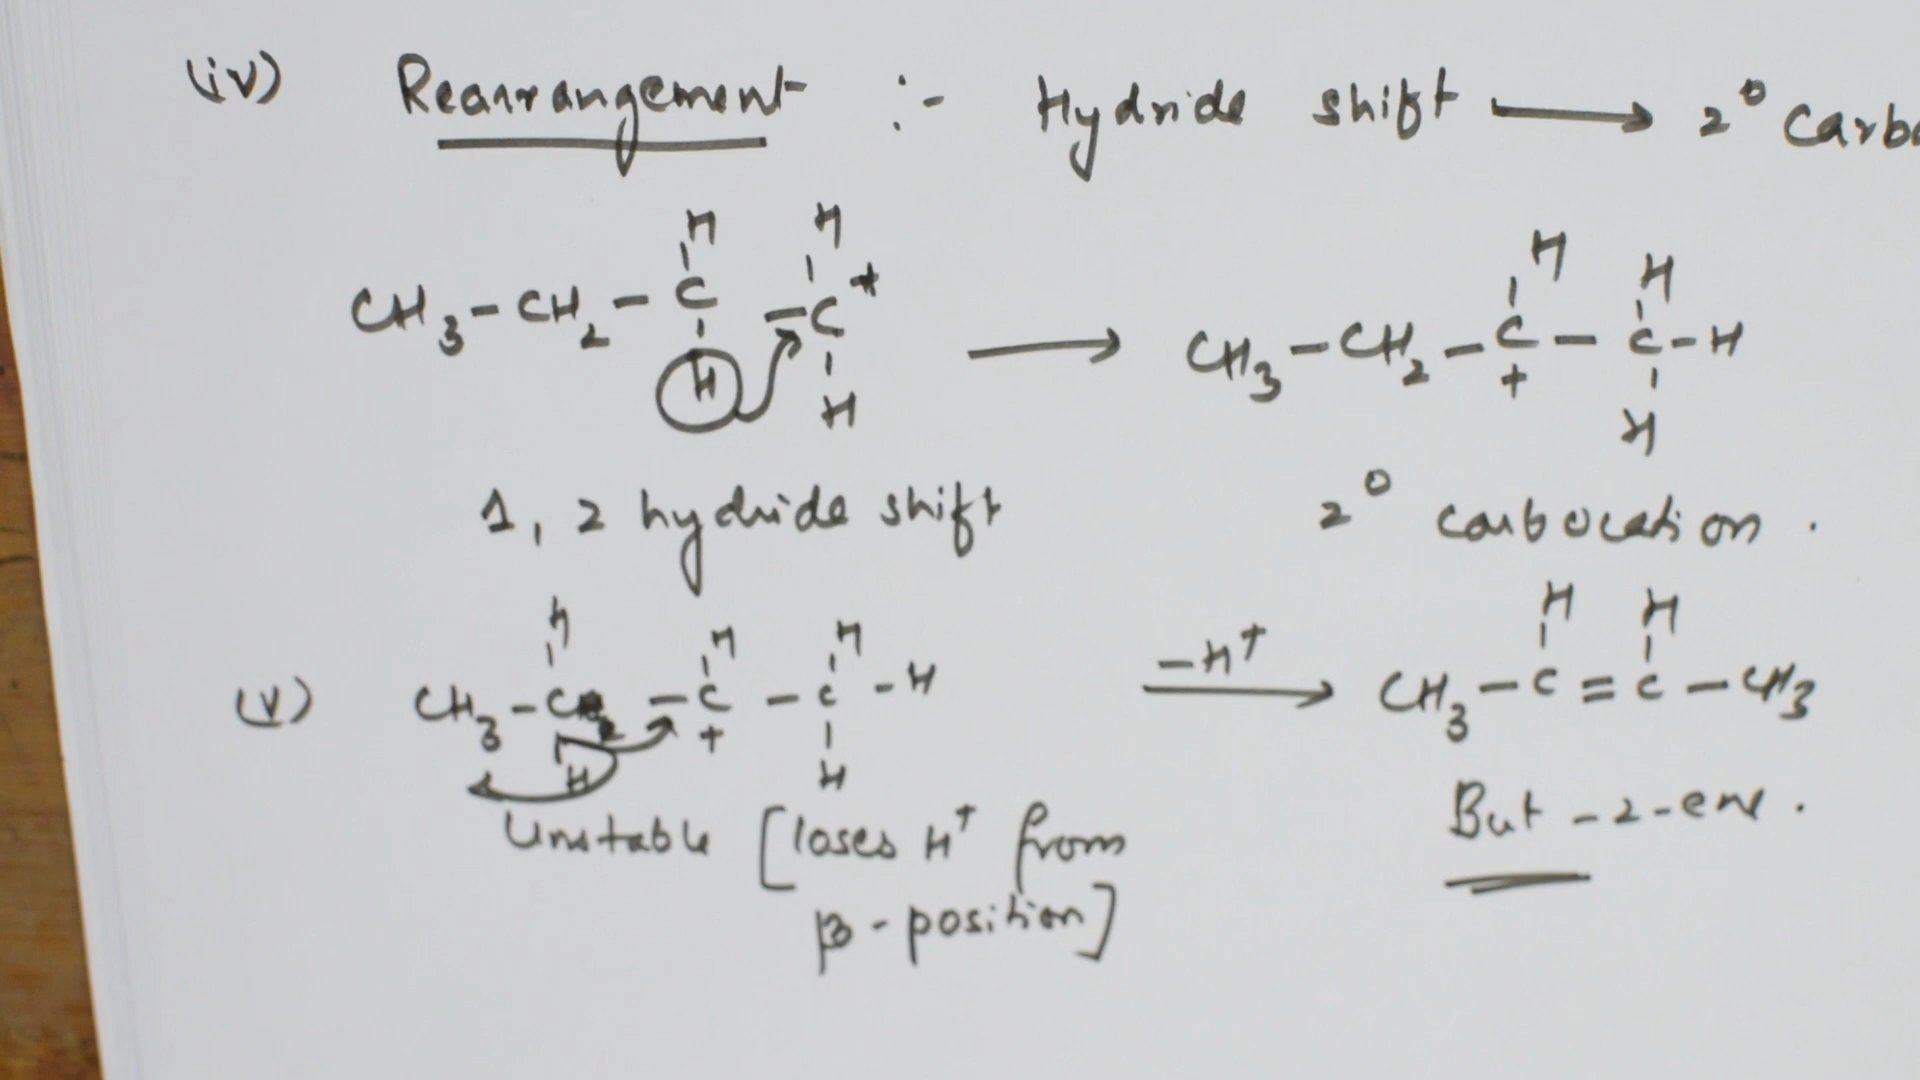 (iv) Rearrangement :- Hydride shift → 2° Carbo
H H
CH3-CH2-C-C+ → CH3-CH2-C-C-H
H H + H
H H
1, 2 hydride shift 2° carbocation.
H H H H H
(v) CH3-C-C-C-H -H+ → CH3-C=C-CH3
H + H
Unstable [loses H+ from But-2-ene.
β-position]